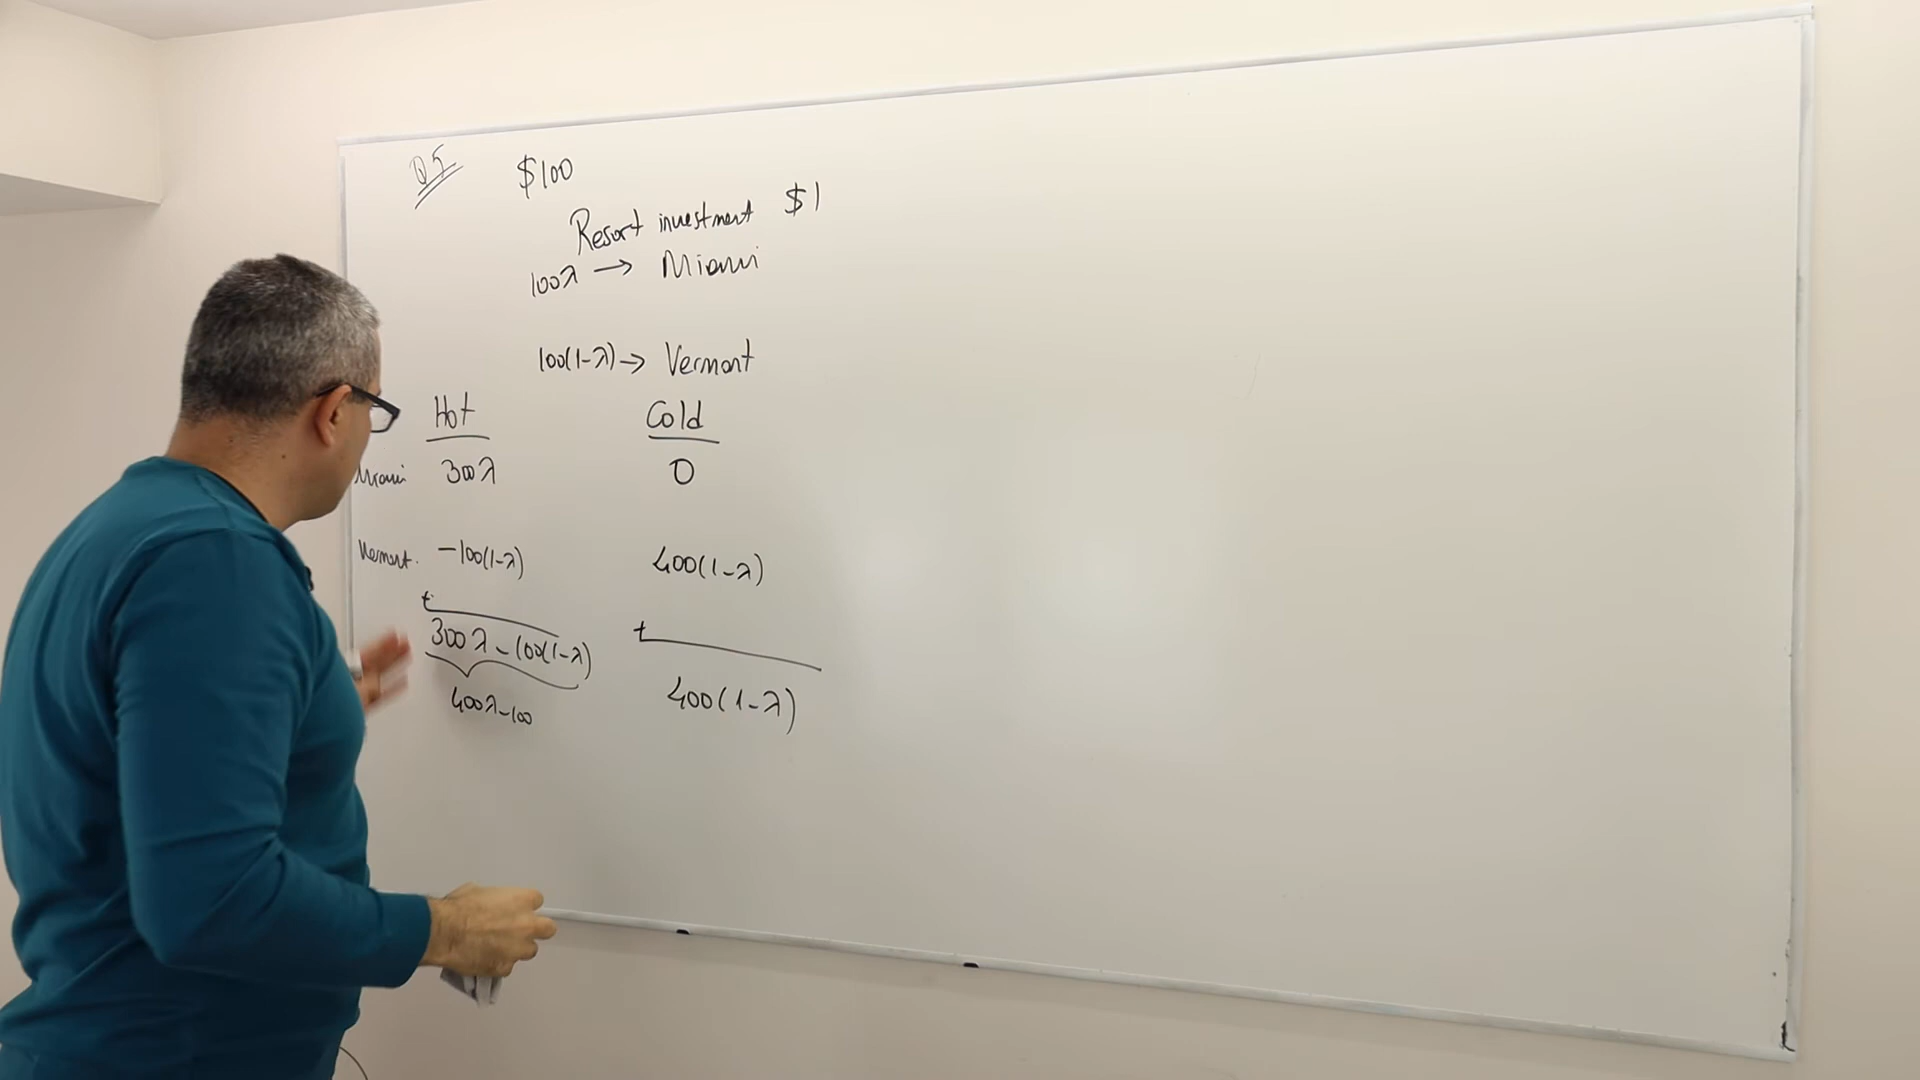 Q5 $100
Resort investment $1
100λ → Miami
100(1-λ) → Vermont
Hot Cold
Miami 300λ 0
Vermont. -100(1-λ) 400(1-λ)
+ +
300λ - 100(1-λ)
400λ-100 400(1-λ)